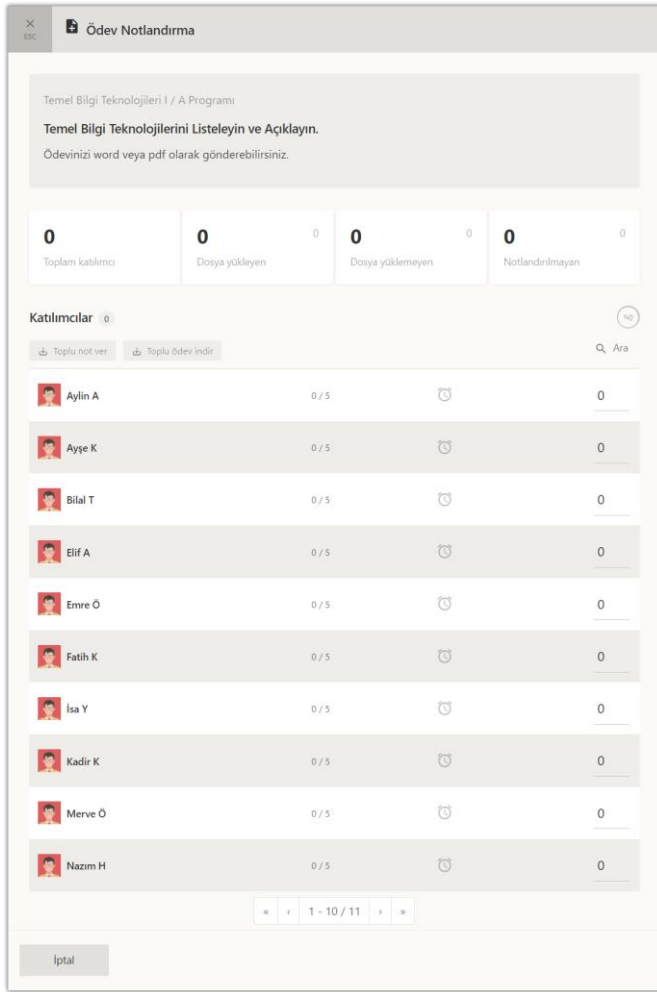 ESC
Ödev Notlandırma
Temel Bilgi Teknolojileri I / A Programı
Temel Bilgi Teknolojilerini Listeleyin ve Açıklayın.
Ödevinizi word veya pdf olarak gönderebilirsiniz.
0
0 0
0 0
0 0
Toplam katılımcı
Dosya yükleyen
Dosya yüklemeyen
Notlandırılmayan
Katılımcılar 0
%0
Toplu not ver
Toplu ödev indir
Ara
Aylin A 0 / 5 0
Ayşe K 0 / 5 0
Bilal T 0 / 5 0
Elif A 0 / 5 0
Emre Ö 0 / 5 0
Fatih K 0 / 5 0
İsa Y 0 / 5 0
Kadir K 0 / 5 0
Merve Ö 0 / 5 0
Nazım H 0 / 5 0
« ‹ 1 - 10 / 11 › »
İptal